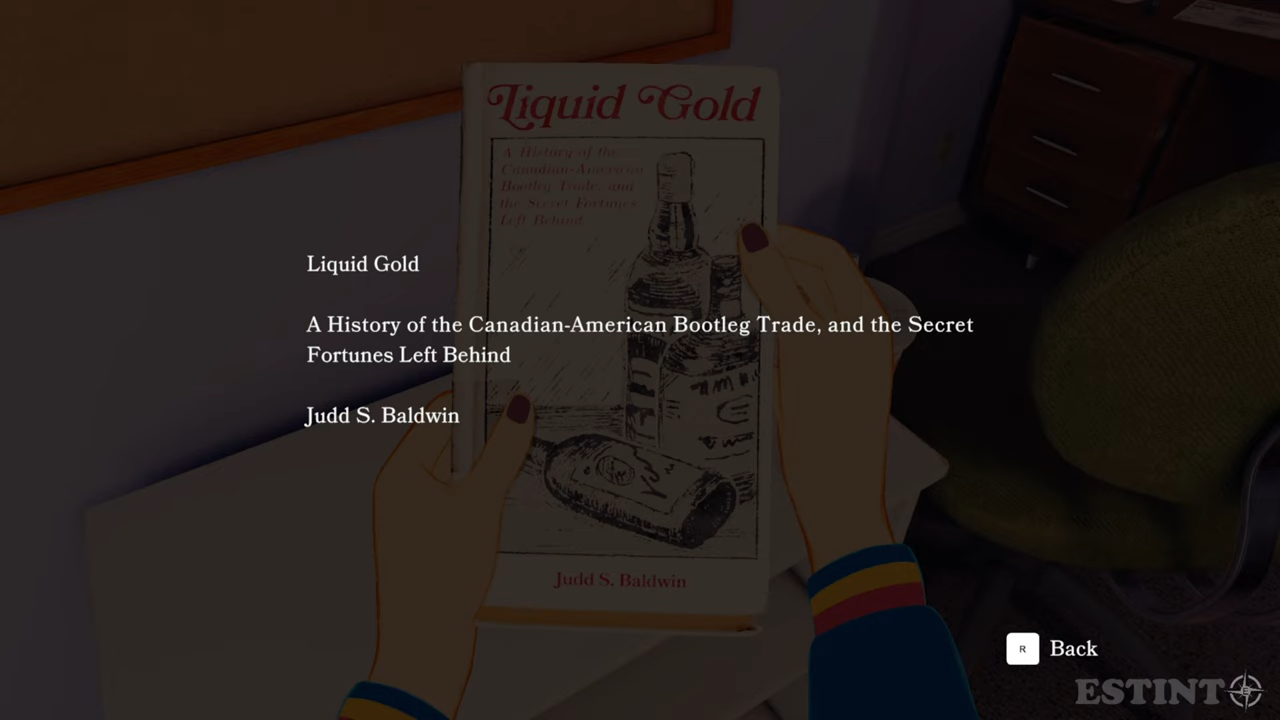 Liquid Gold
A History of the
Canadian-American
Bootleg Trade, and
the Secret Fortunes
Left Behind
Liquid Gold
A History of the Canadian-American Bootleg Trade, and the Secret
Fortunes Left Behind
Judd S. Baldwin
Judd S. Baldwin
R Back
ESTINTO